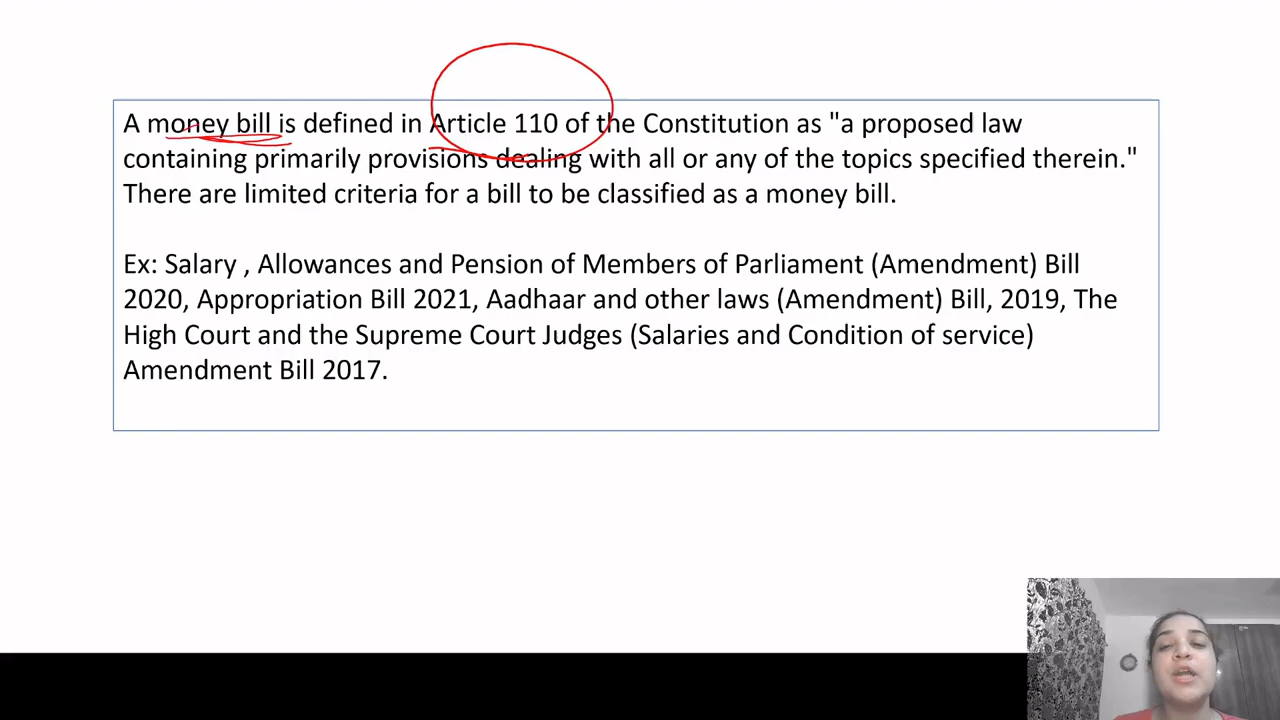 A money bill is defined in Article 110 of the Constitution as "a proposed law
containing primarily provisions dealing with all or any of the topics specified therein."
There are limited criteria for a bill to be classified as a money bill.
Ex: Salary , Allowances and Pension of Members of Parliament (Amendment) Bill
2020, Appropriation Bill 2021, Aadhaar and other laws (Amendment) Bill, 2019, The
High Court and the Supreme Court Judges (Salaries and Condition of service)
Amendment Bill 2017.